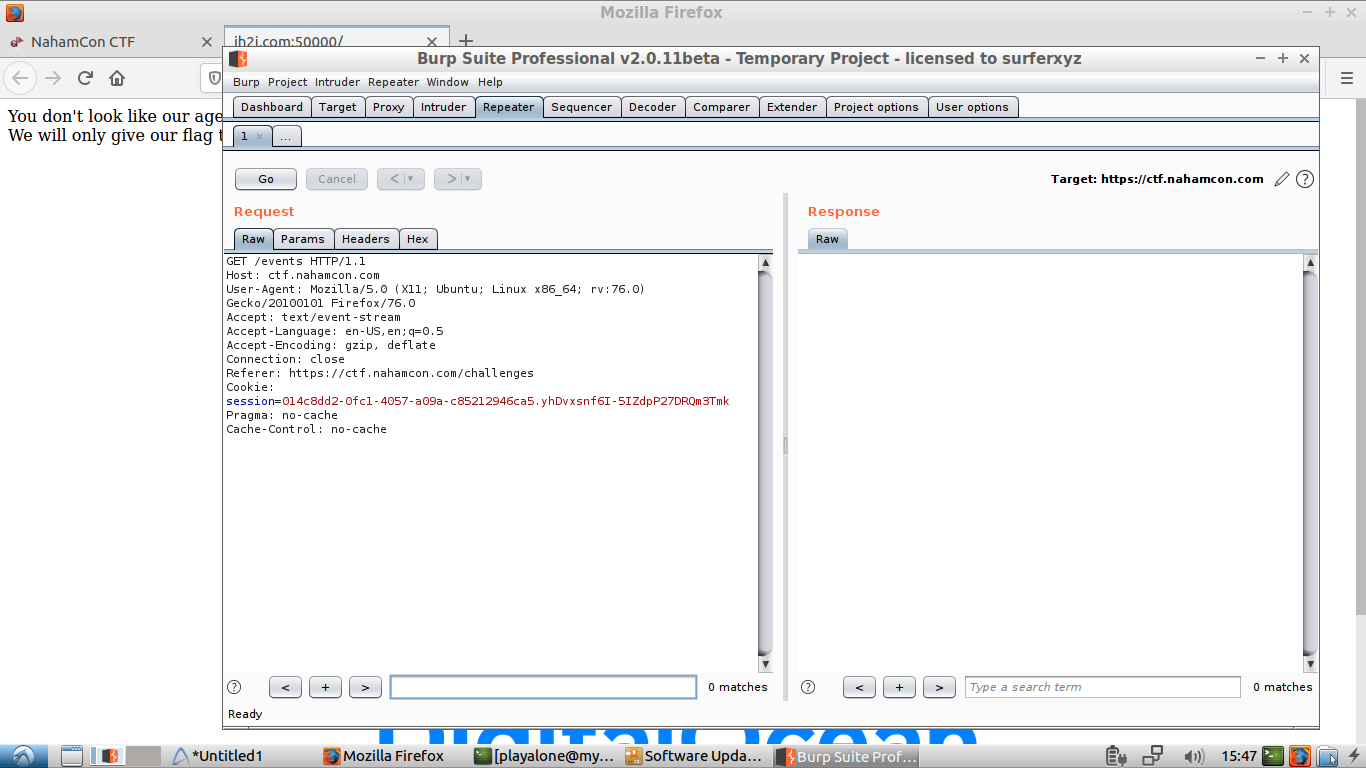 Mozilla Firefox
NahamCon CTF
jh2i.com:50000/
You don't look like our age
We will only give our flag t
Burp Suite Professional v2.0.11beta - Temporary Project - licensed to surferxyz
Burp Project Intruder Repeater Window Help
Dashboard Target Proxy Intruder Repeater Sequencer Decoder Comparer Extender Project options User options
1 × ...
Go Cancel < > Target: https://ctf.nahamcon.com ?
Request
Raw Params Headers Hex
GET /events HTTP/1.1
Host: ctf.nahamcon.com
User-Agent: Mozilla/5.0 (X11; Ubuntu; Linux x86_64; rv:76.0)
Gecko/20100101 Firefox/76.0
Accept: text/event-stream
Accept-Language: en-US,en;q=0.5
Accept-Encoding: gzip, deflate
Connection: close
Referer: https://ctf.nahamcon.com/challenges
Cookie:
session=014c8dd2-0fc1-4057-a09a-c85212946ca5.yhDvxsnf6I-5IZdpP27DRQm3Tmk
Pragma: no-cache
Cache-Control: no-cache
Response
Raw
? < + > 0 matches
? < + > Type a search term 0 matches
Ready
DigitalOcean
*Untitled1 Mozilla Firefox [playalone@my... Software Upda... Burp Suite Prof... 15:47